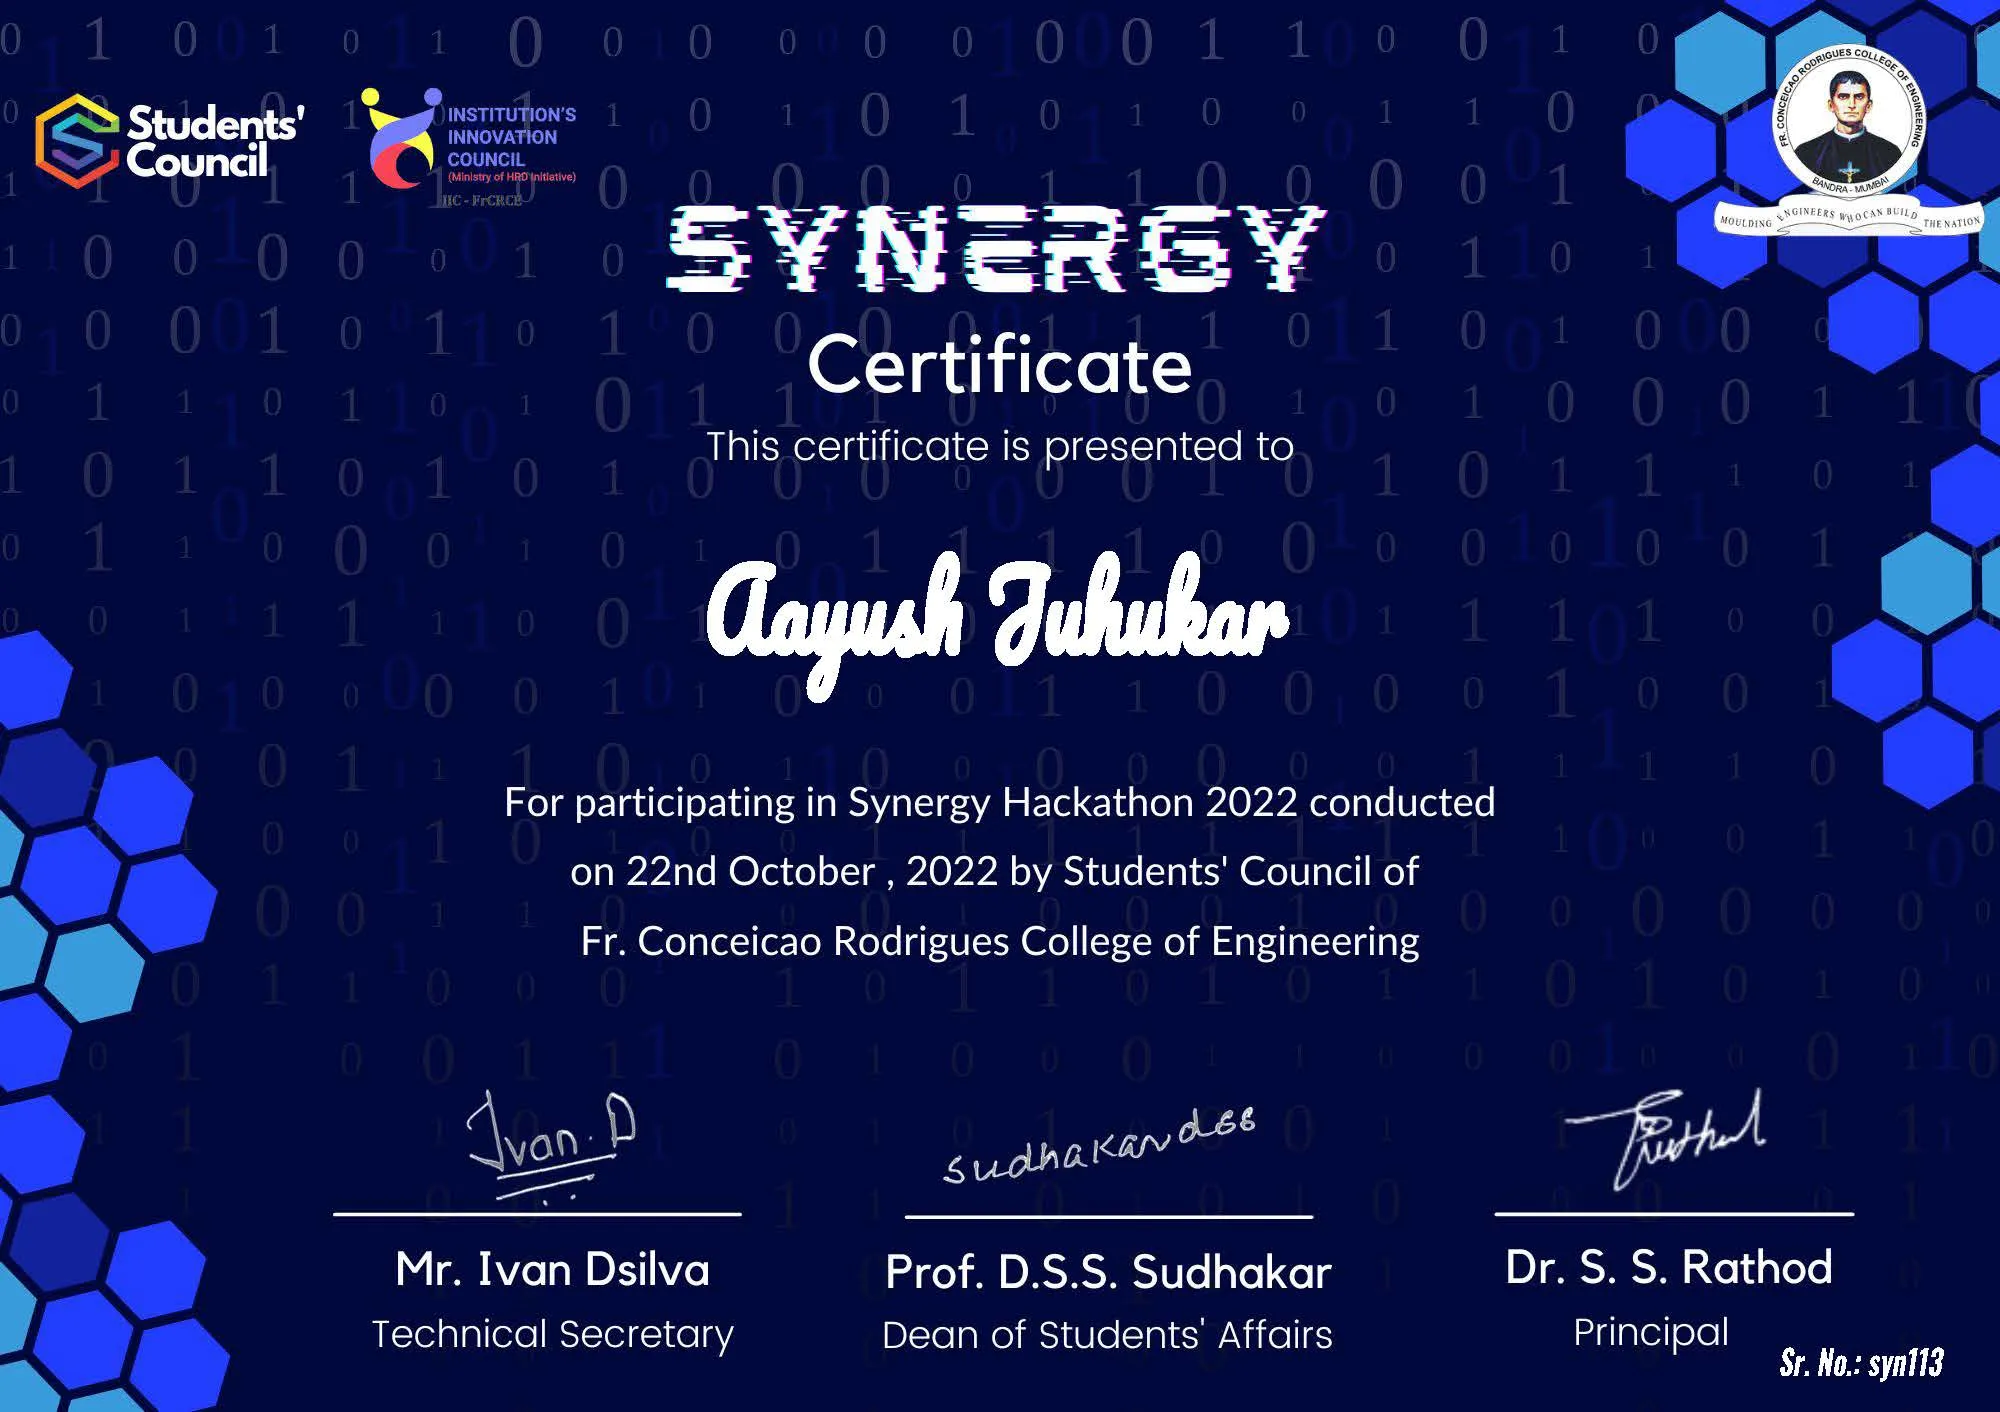 Students'
Council
INSTITUTION'S
INNOVATION
COUNCIL
(Ministry of HRD Initiative)
IIC - FrCRCE
FR. CONCEICAO RODRIGUES COLLEGE OF ENGINEERING
BANDRA - MUMBAI
MOULDING ENGINEERS WHO CAN BUILD THE NATION
SYNERGY
Certificate
This certificate is presented to
Aayush Juhukar
For participating in Synergy Hackathon 2022 conducted
on 22nd October , 2022 by Students' Council of
Fr. Conceicao Rodrigues College of Engineering
Ivan. D
sudhakar dss
Mr. Ivan Dsilva
Technical Secretary
Prof. D.S.S. Sudhakar
Dean of Students' Affairs
Dr. S. S. Rathod
Principal
Sr. No.: syn113